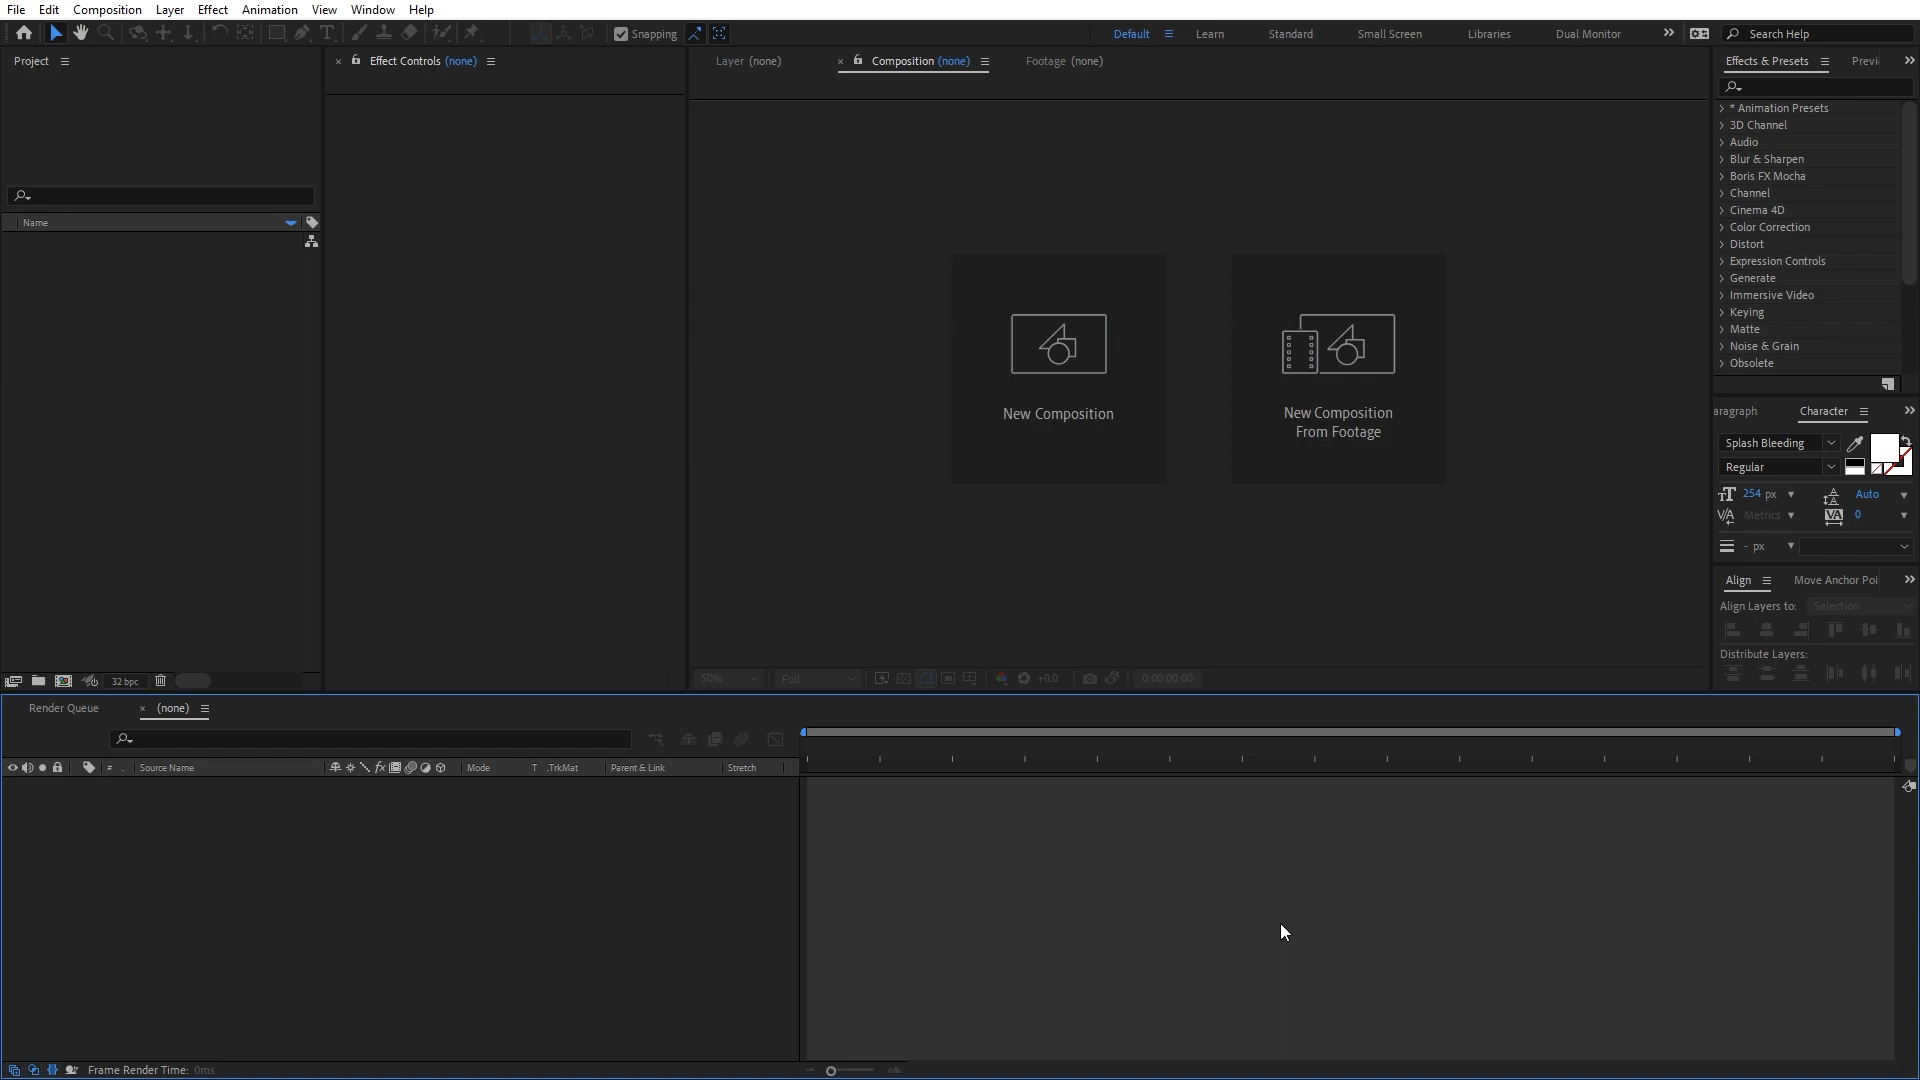 File Edit Composition Layer Effect Animation View Window Help
Snapping
Default Learn Standard Small Screen Libraries Dual Monitor
Search Help
Project
Effect Controls (none)
Layer (none)
Composition (none)
Footage (none)
Effects & Presets
Previ
* Animation Presets
3D Channel
Audio
Blur & Sharpen
Boris FX Mocha
Channel
Cinema 4D
Color Correction
Distort
Expression Controls
Generate
Immersive Video
Keying
Matte
Noise & Grain
Obsolete
Name
New Composition
New Composition
From Footage
aragraph
Character
Splash Bleeding
Regular
254 px
Auto
Metrics
0
- px
Align
Move Anchor Poi
Align Layers to: Selection
Distribute Layers:
32 bpc
50%
Full
+0.0
0:00:00:00
Render Queue
(none)
# . Source Name
Mode T .TrkMat Parent & Link Stretch
Frame Render Time: 0ms